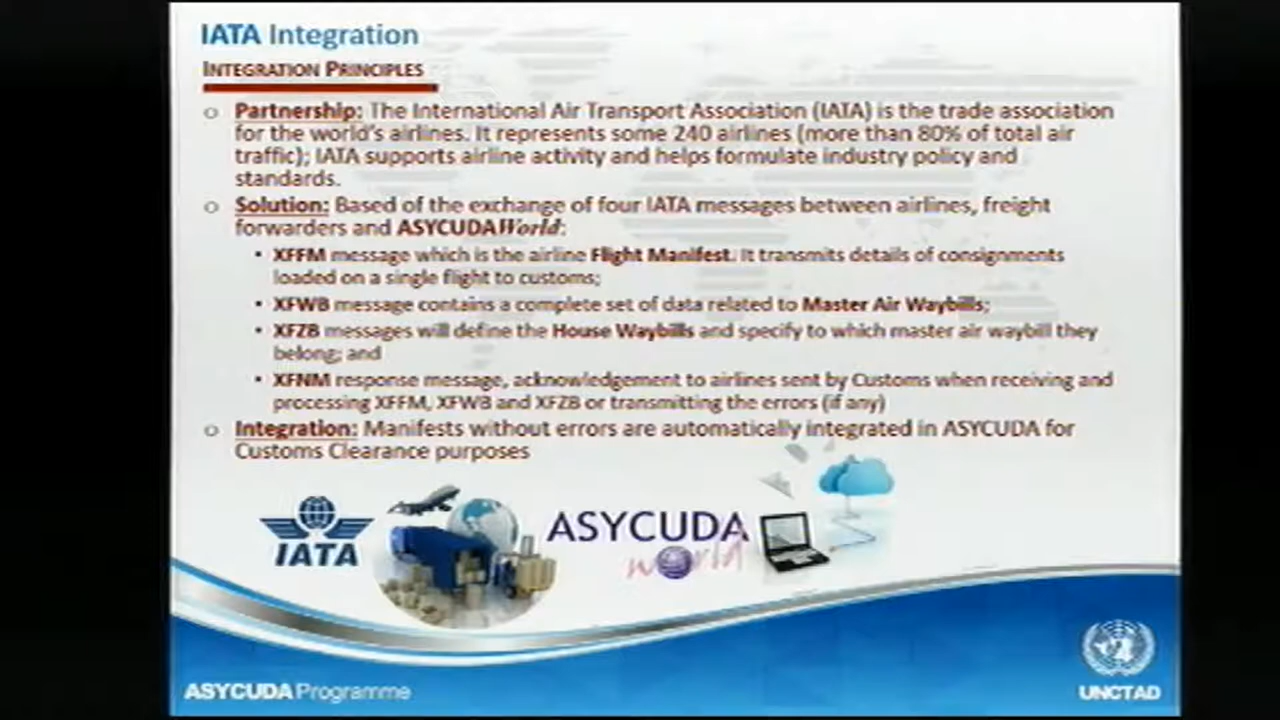 IATA Integration
INTEGRATION PRINCIPLES
o Partnership: The International Air Transport Association (IATA) is the trade association
for the world's airlines. It represents some 240 airlines (more than 80% of total air
traffic); IATA supports airline activity and helps formulate industry policy and
standards.
o Solution: Based of the exchange of four IATA messages between airlines, freight
forwarders and ASYCUDAWorld:
• XFFM message which is the airline Flight Manifest. It transmits details of consignments
loaded on a single flight to customs;
• XFWB message contains a complete set of data related to Master Air Waybills;
• XFZB messages will define the House Waybills and specify to which master air waybill they
belong; and
• XFNM response message, acknowledgement to airlines sent by Customs when receiving and
processing XFFM, XFWB and XFZB or transmitting the errors (if any)
o Integration: Manifests without errors are automatically integrated in ASYCUDA for
Customs Clearance purposes
IATA
ASYCUDA
world
ASYCUDA Programme
UNCTAD